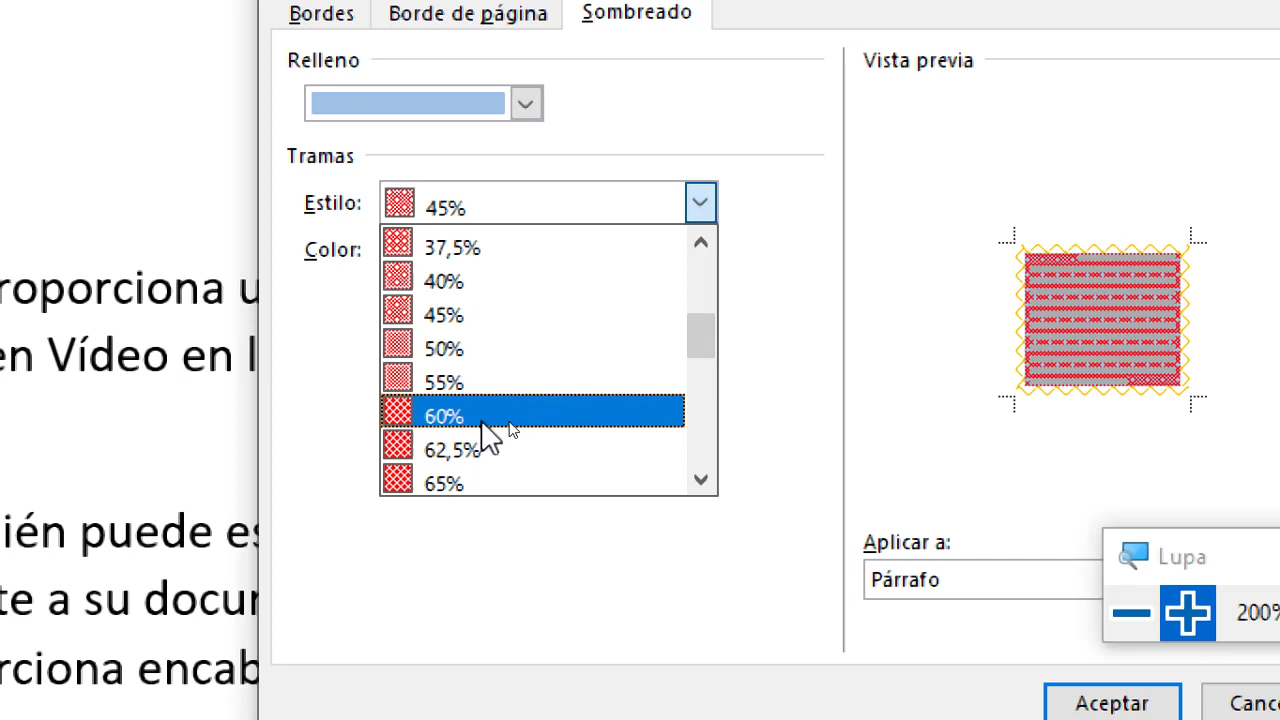 Bordes
Borde de página
Sombreado
Relleno
Vista previa
Tramas
Estilo:
45%
Color:
37,5%
40%
45%
50%
55%
60%
62,5%
65%
roporciona u
en Vídeo en l
ién puede es
te a su docu
rciona encab
Aplicar a:
Párrafo
Lupa
200%
Aceptar
Cance